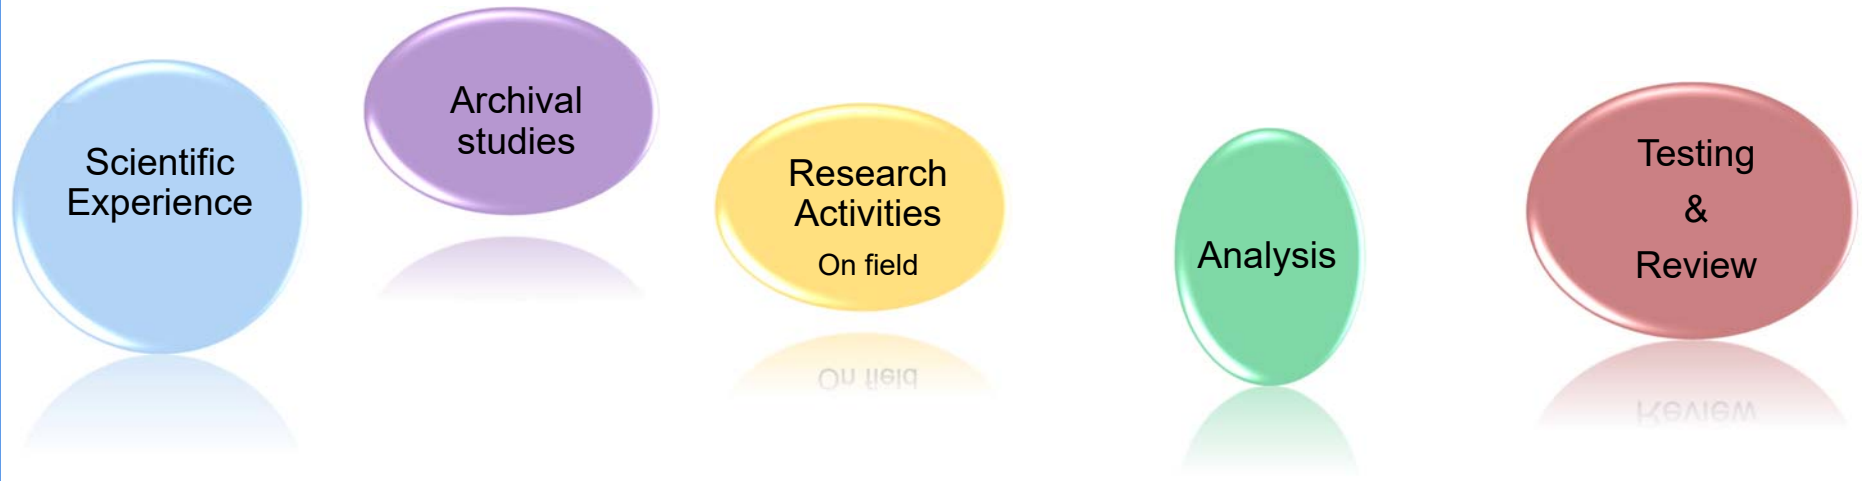 Scientific
Experience
Archival
studies
Research
Activities
On field
Analysis
Testing
&
Review